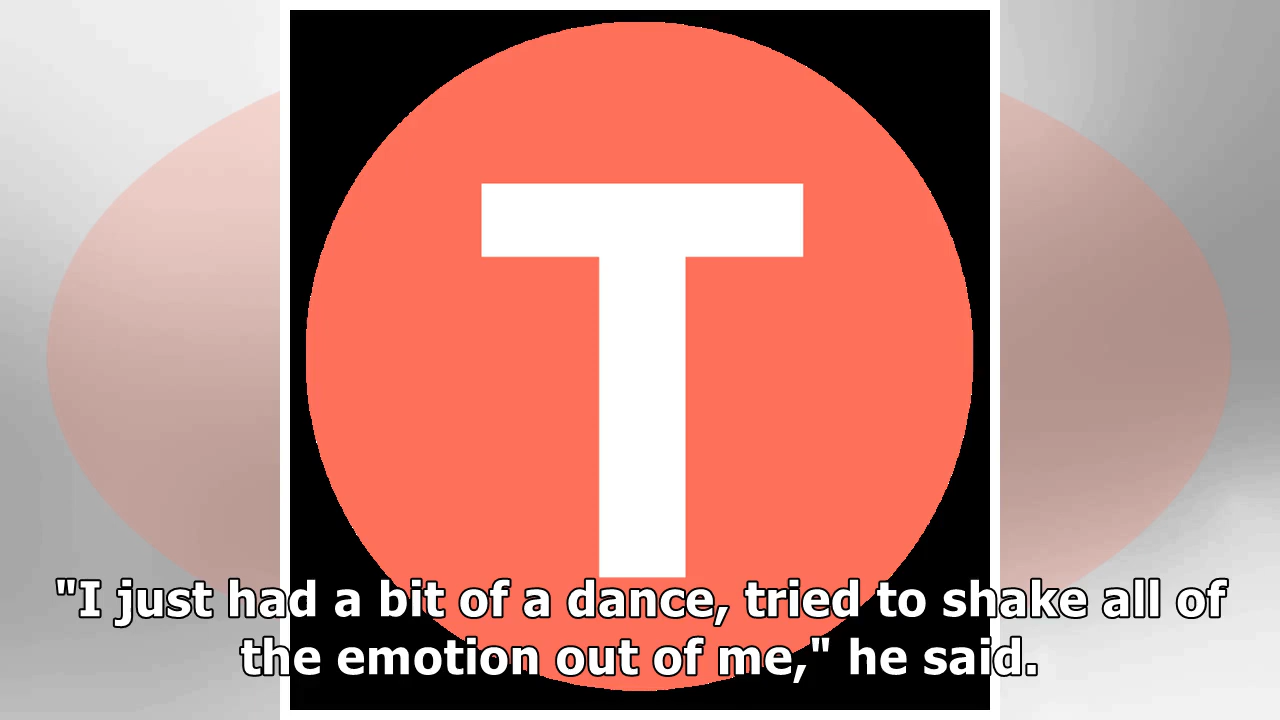 T
"I just had a bit of a dance, tried to shake all of
the emotion out of me," he said.